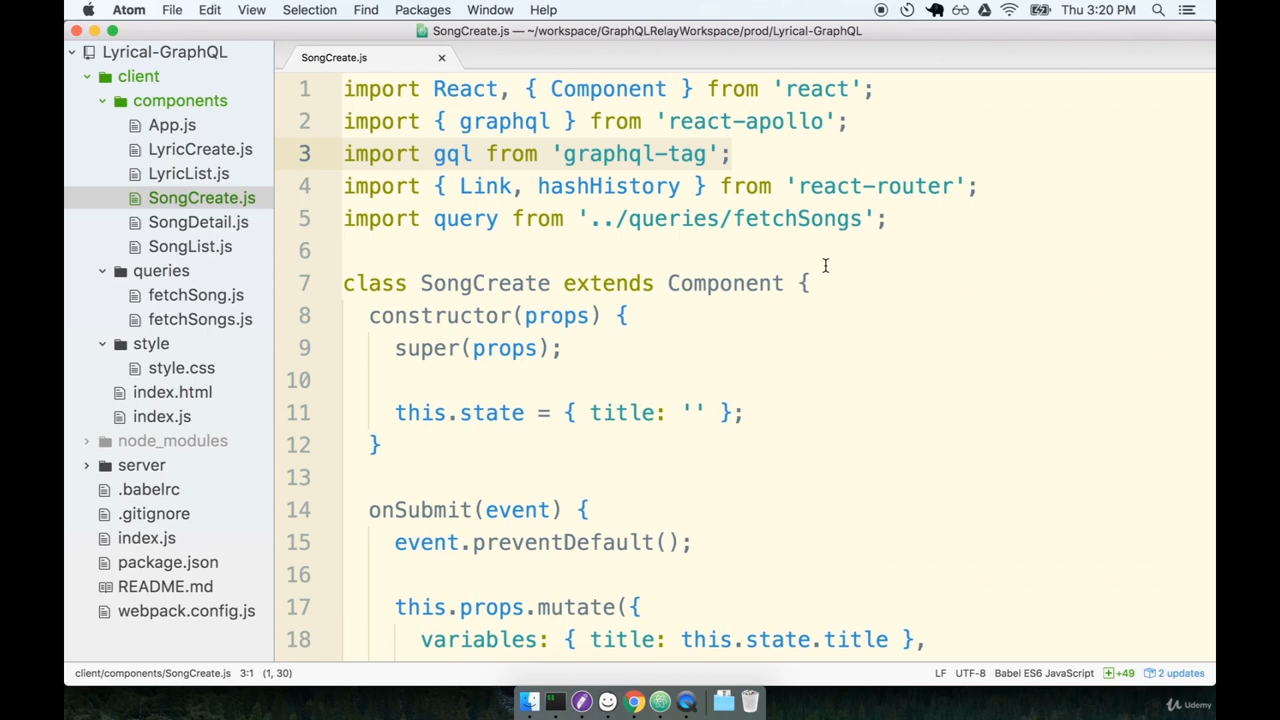 Atom File Edit View Selection Find Packages Window Help Thu 3:20 PM
SongCreate.js — ~/workspace/GraphQLRelayWorkspace/prod/Lyrical-GraphQL
Lyrical-GraphQL
client
components
App.js
LyricCreate.js
LyricList.js
SongCreate.js
SongDetail.js
SongList.js
queries
fetchSong.js
fetchSongs.js
style
style.css
index.html
index.js
node_modules
server
.babelrc
.gitignore
index.js
package.json
README.md
webpack.config.js
SongCreate.js
1 import React, { Component } from 'react';
2 import { graphql } from 'react-apollo';
3 import gql from 'graphql-tag';
4 import { Link, hashHistory } from 'react-router';
5 import query from '../queries/fetchSongs';
6
7 class SongCreate extends Component {
8 constructor(props) {
9 super(props);
10
11 this.state = { title: '' };
12 }
13
14 onSubmit(event) {
15 event.preventDefault();
16
17 this.props.mutate({
18 variables: { title: this.state.title },
client/components/SongCreate.js 3:1 (1, 30) LF UTF-8 Babel ES6 JavaScript +49 2 updates
Udemy